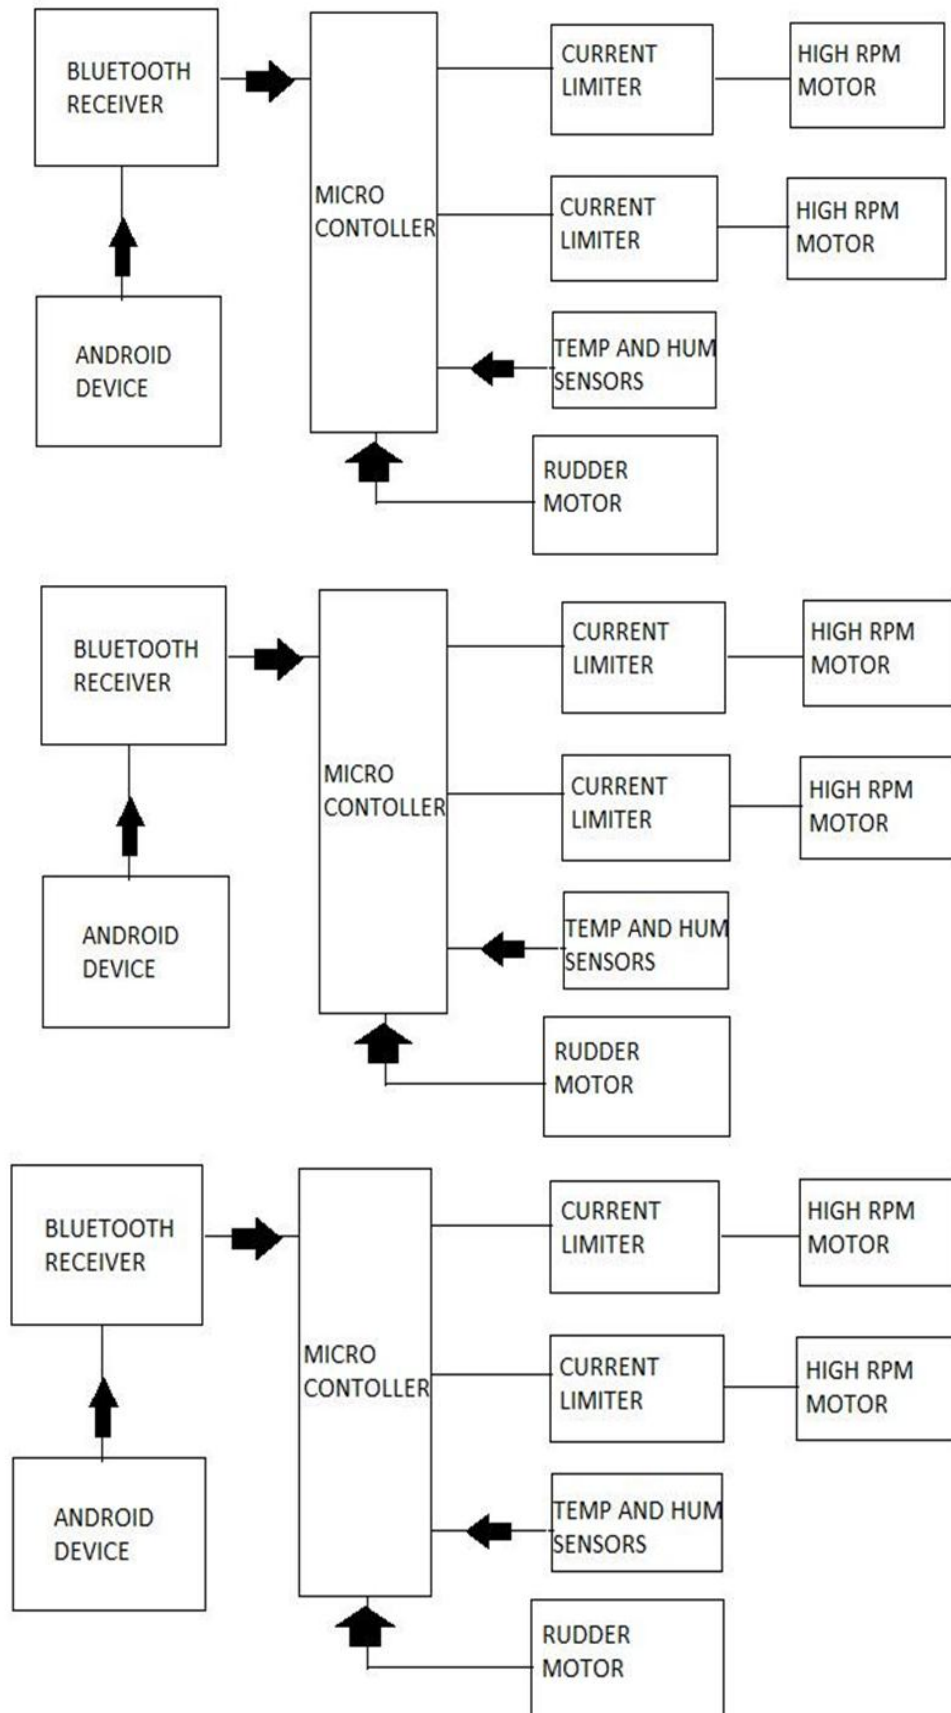 BLUETOOTH
RECEIVER
MICRO
CONTOLLER
CURRENT
LIMITER
HIGH RPM
MOTOR
CURRENT
LIMITER
HIGH RPM
MOTOR
ANDROID
DEVICE
TEMP AND HUM
SENSORS
RUDDER
MOTOR
BLUETOOTH
RECEIVER
MICRO
CONTOLLER
CURRENT
LIMITER
HIGH RPM
MOTOR
CURRENT
LIMITER
HIGH RPM
MOTOR
ANDROID
DEVICE
TEMP AND HUM
SENSORS
RUDDER
MOTOR
BLUETOOTH
RECEIVER
MICRO
CONTOLLER
CURRENT
LIMITER
HIGH RPM
MOTOR
CURRENT
LIMITER
HIGH RPM
MOTOR
ANDROID
DEVICE
TEMP AND HUM
SENSORS
RUDDER
MOTOR